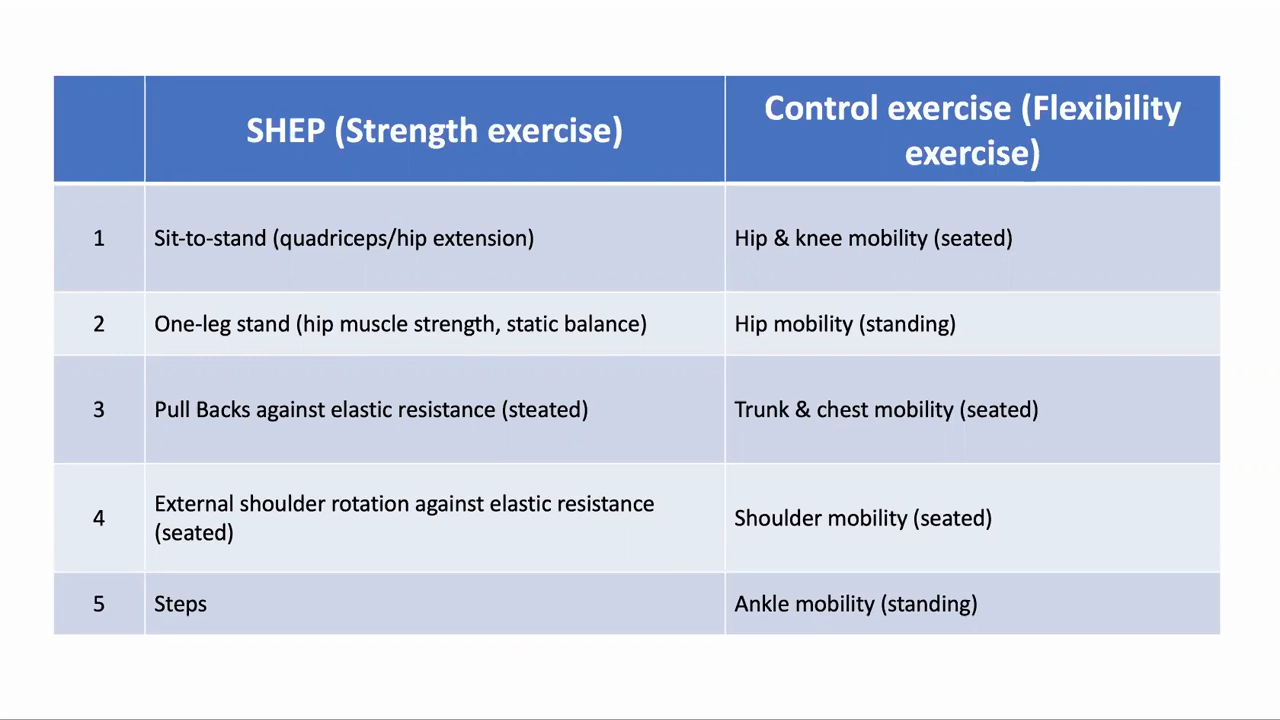 SHEP (Strength exercise)
Control exercise (Flexibility
exercise)
1
Sit-to-stand (quadriceps/hip extension)
Hip & knee mobility (seated)
2
One-leg stand (hip muscle strength, static balance)
Hip mobility (standing)
3
Pull Backs against elastic resistance (steated)
Trunk & chest mobility (seated)
4
External shoulder rotation against elastic resistance
(seated)
Shoulder mobility (seated)
5
Steps
Ankle mobility (standing)